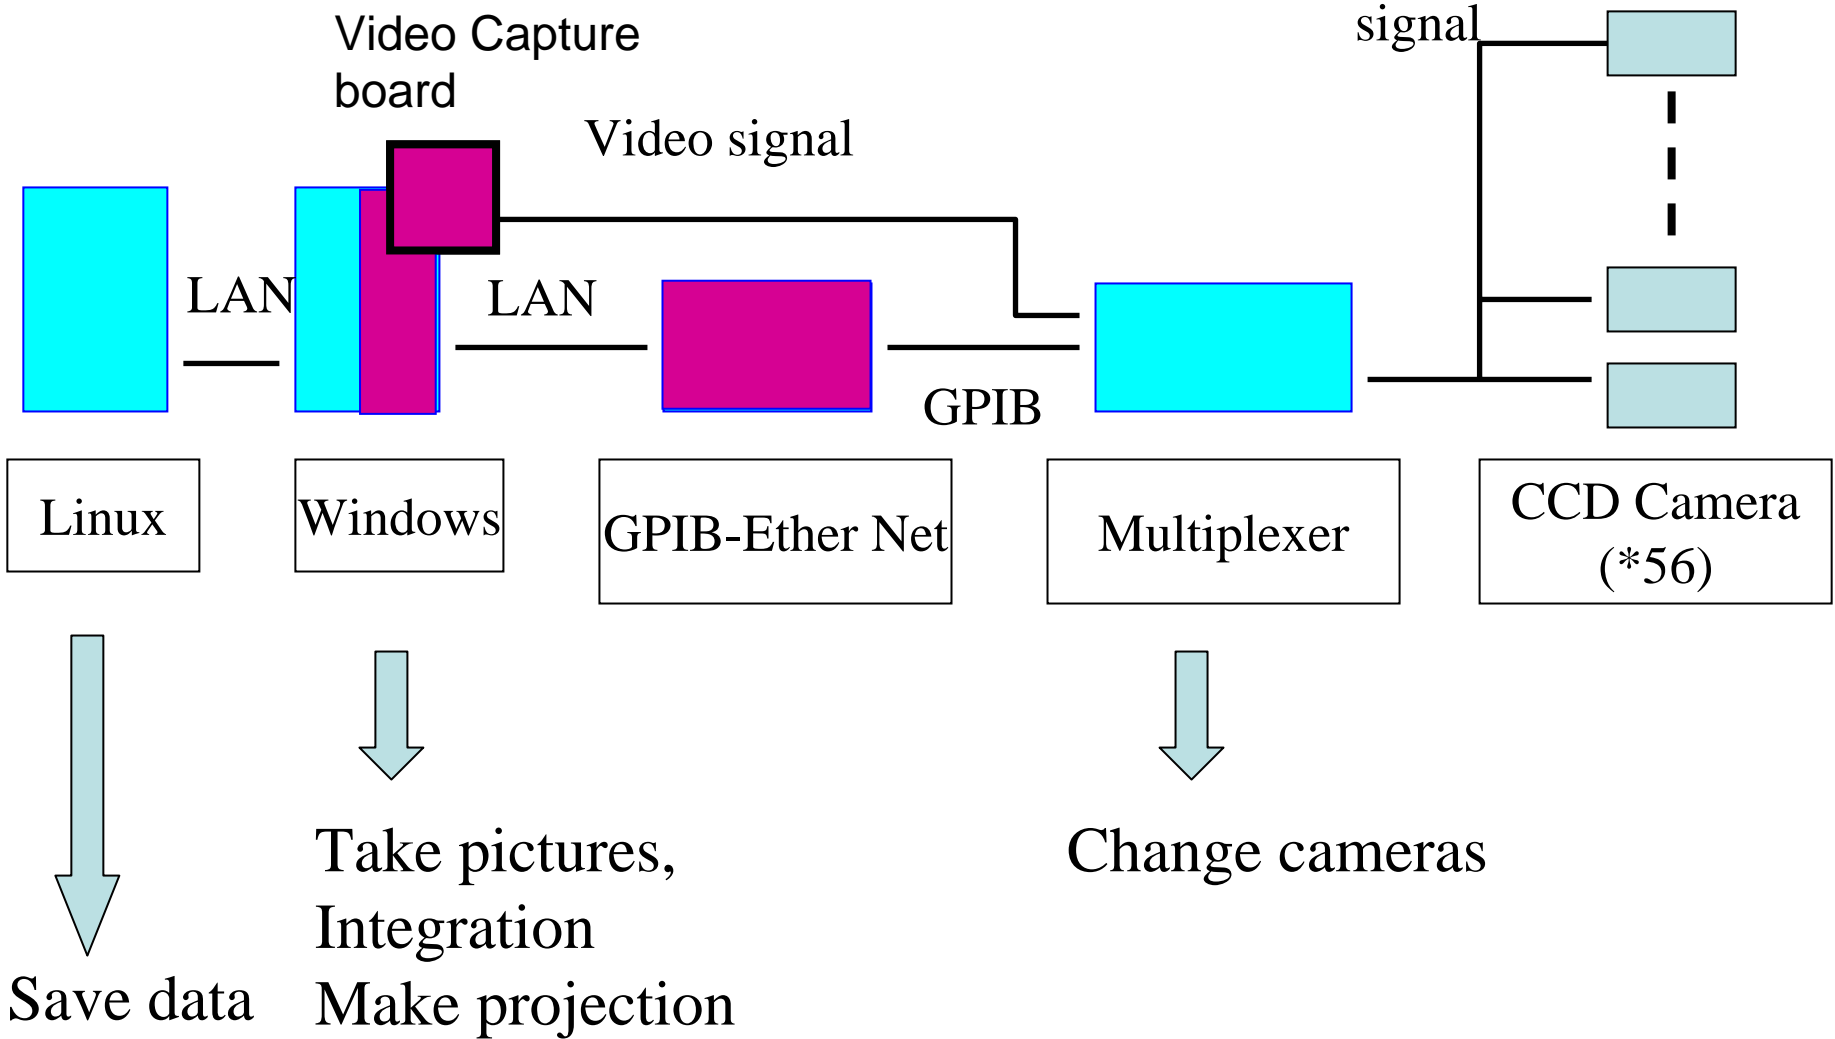 Video Capture
board
signal
Video signal
LAN
LAN
GPIB
Linux
Windows
GPIB-Ether Net
Multiplexer
CCD Camera
(*56)
Take pictures,
Integration
Make projection
Change cameras
Save data